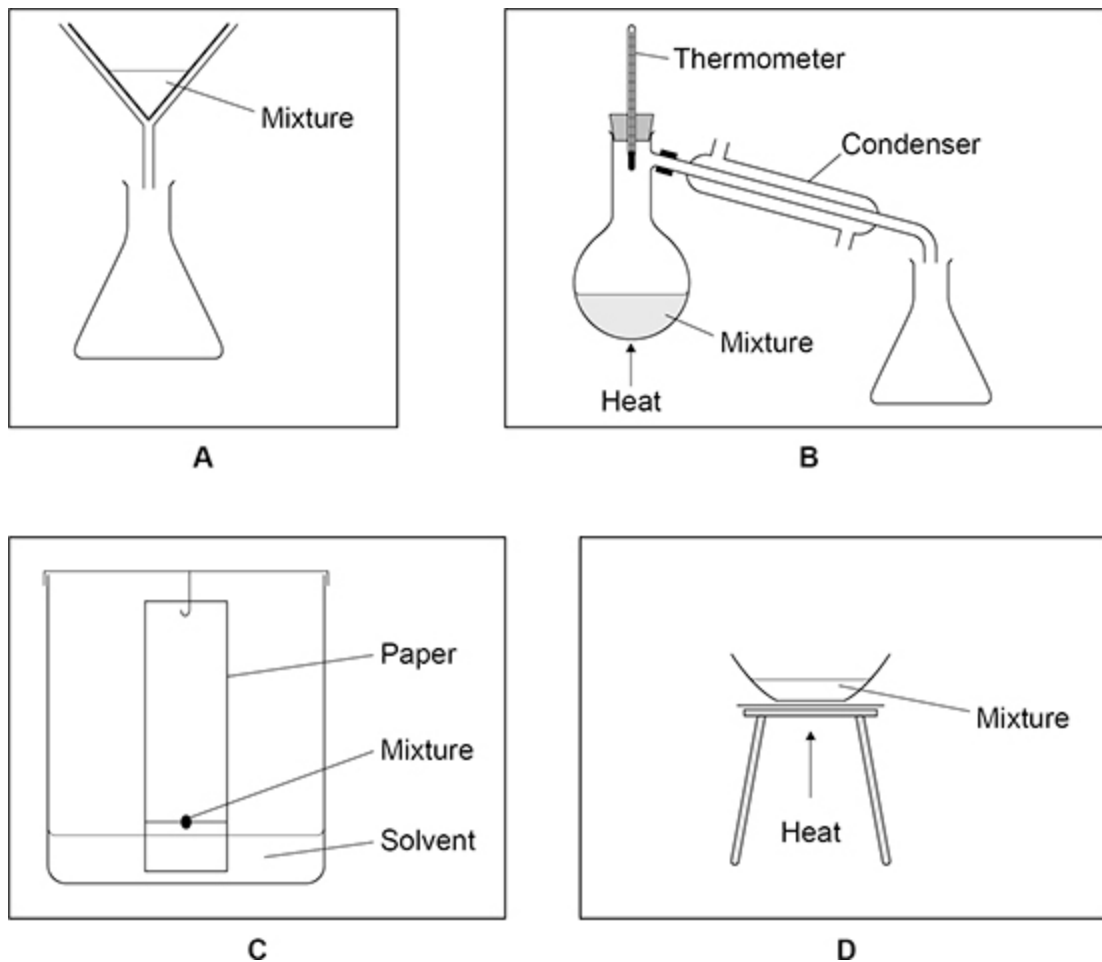 Mixture
A
Thermometer
Condenser
Mixture
Heat
B
Paper
Mixture
Solvent
C
Mixture
Heat
D